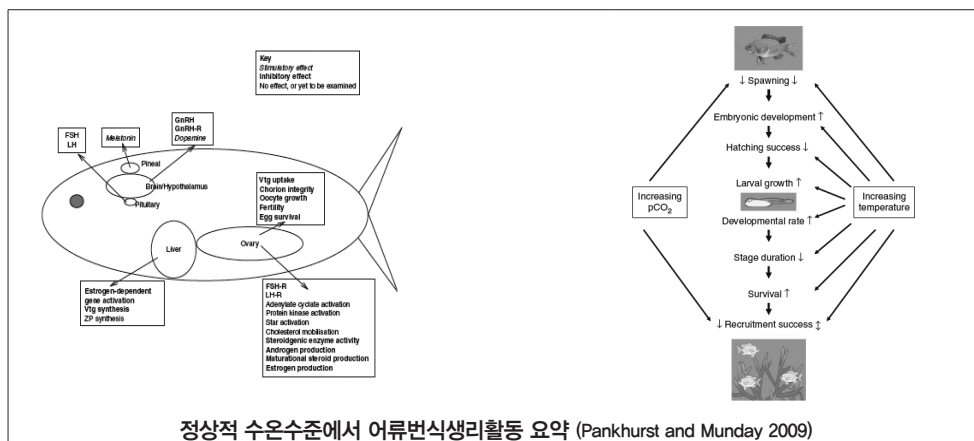 Key
Stimulatory effect
Inhibitory effect
No effect, or yet to be examined
FSH
LH
Melstonin
GnRH
GnRH-R
Dopamine
Pineal
Brain/Hypothalamus
Pituitary
Vtg uptake
Chorion integrity
Oocyte growth
Fertility
Egg survival
Liver
Ovary
Estrogen-dependent
gene activation
Vtg synthesis
ZP synthesis
FSH-R
LH-R
Adenylate cyclate activation
Protein kinase activation
Star activation
Cholesterol mobilisation
Steroidgenic enzyme activity
Androgen production
Maturational steroid production
Estrogen production
↓ Spawning ↓
Embryonic development ↑
Hatching success ↓
Larval growth ↑
Increasing
pCO₂
Increasing
temperature
Developmental rate ↑
Stage duration ↓
Survival ↑
↓ Recruitment success ↕
정상적 수온수준에서 어류번식생리활동 요약 (Pankhurst and Munday 2009)